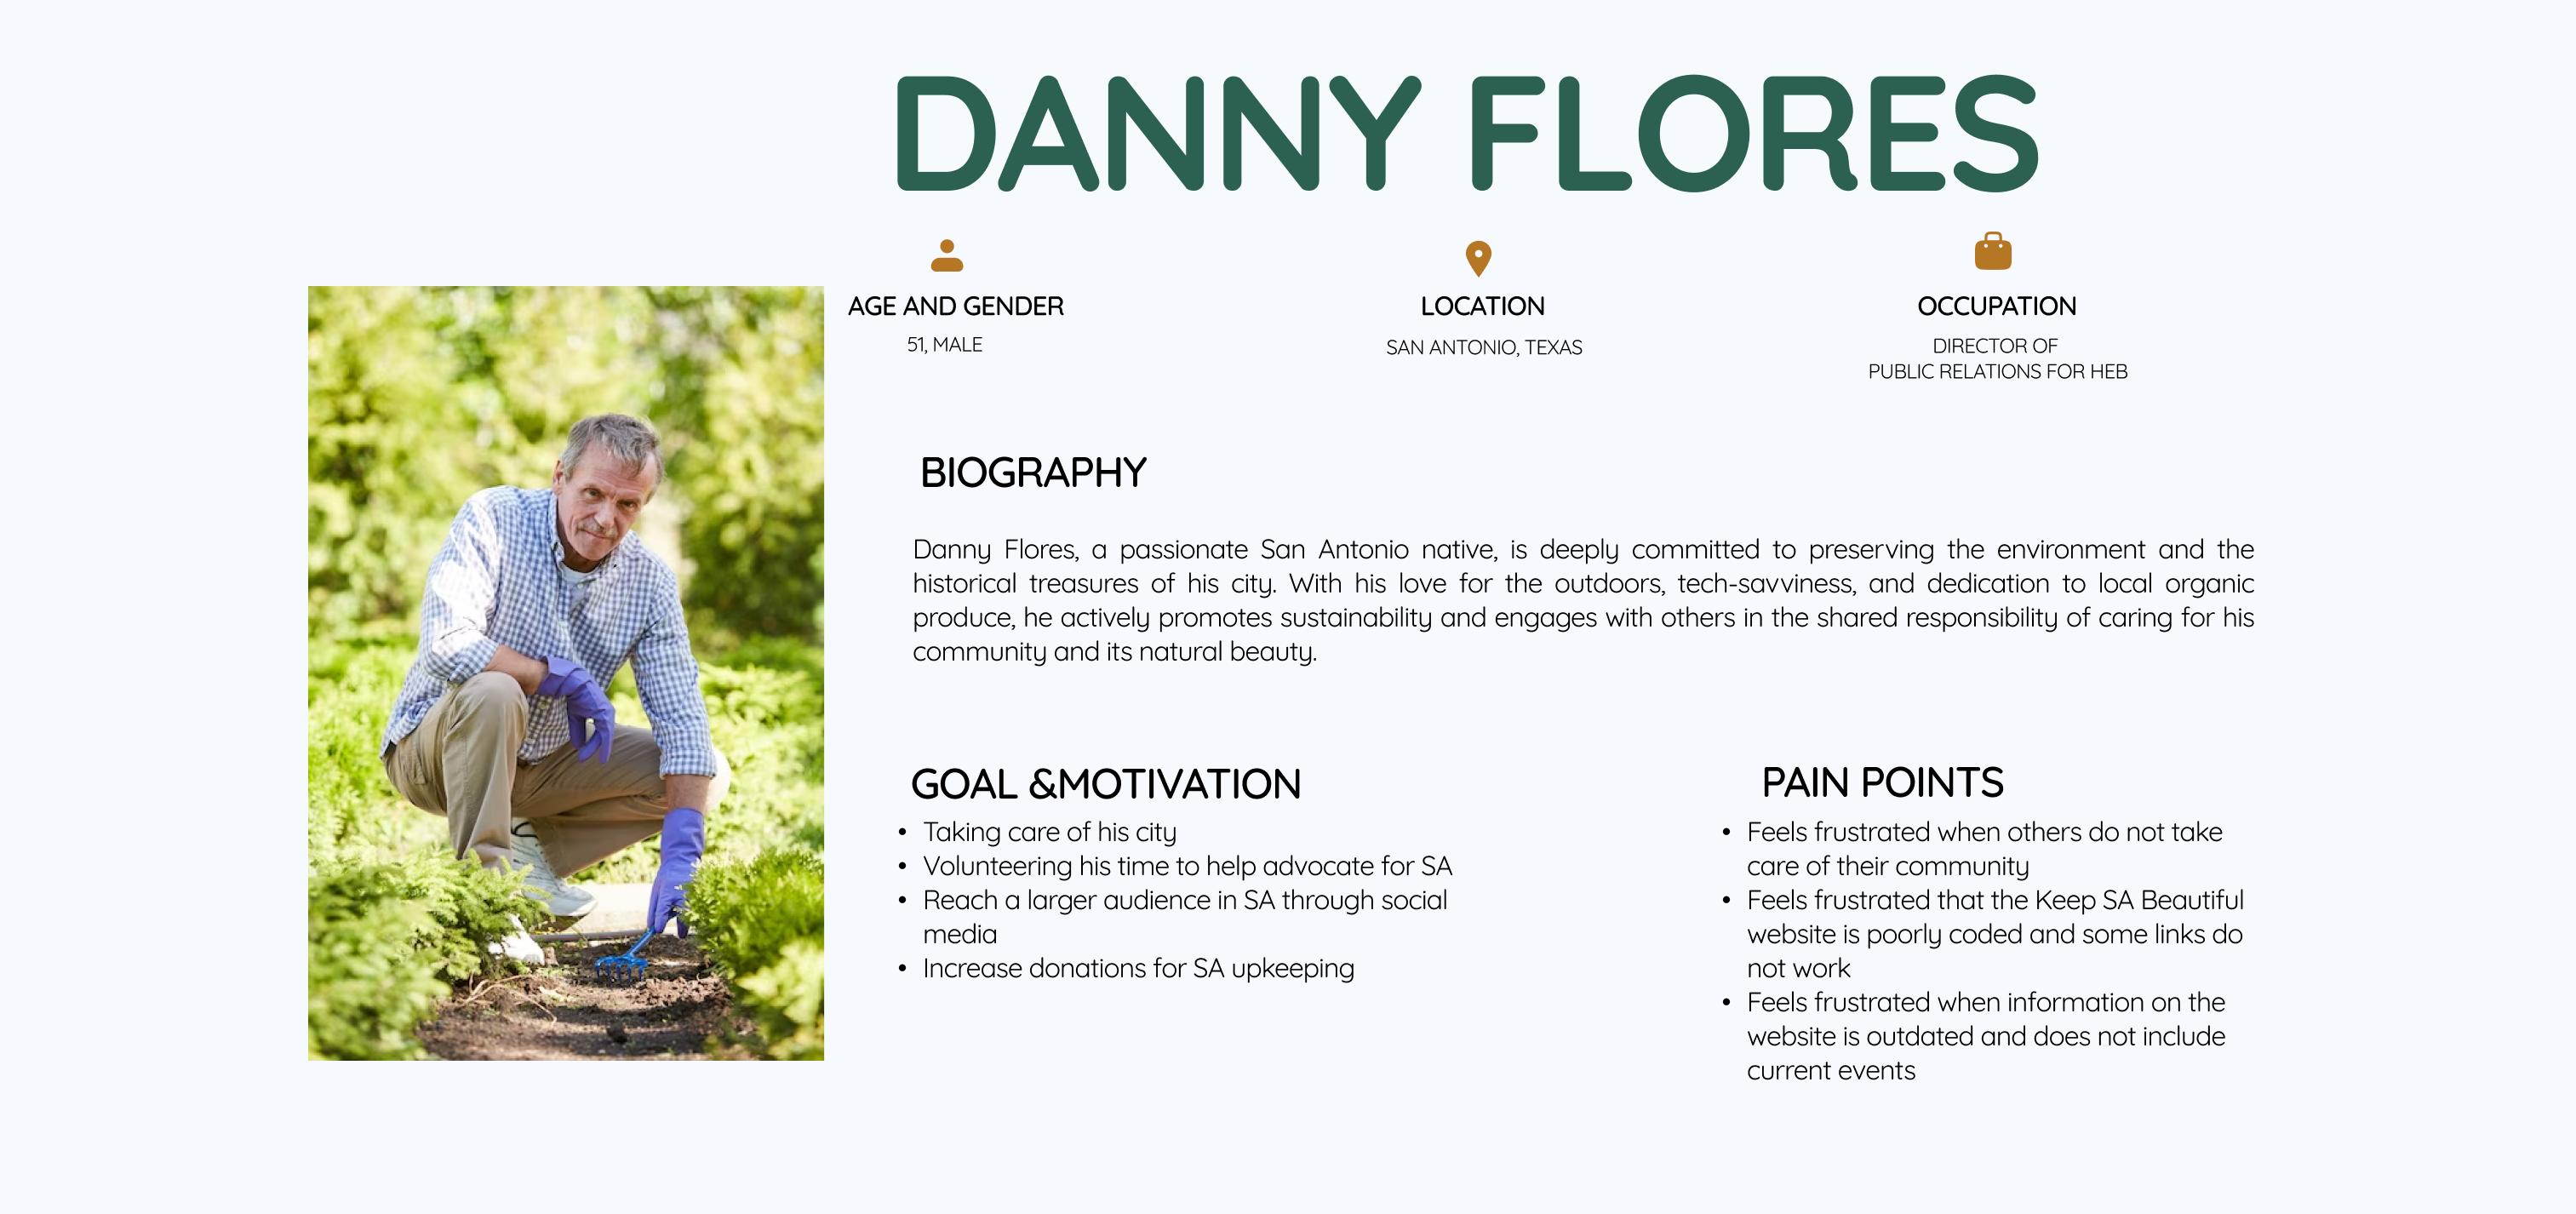 DANNY FLORES
AGE AND GENDER
51, MALE
LOCATION
SAN ANTONIO, TEXAS
OCCUPATION
DIRECTOR OF
PUBLIC RELATIONS FOR HEB
BIOGRAPHY
Danny Flores, a passionate San Antonio native, is deeply committed to preserving the environment and the
historical treasures of his city. With his love for the outdoors, tech-savviness, and dedication to local organic
produce, he actively promotes sustainability and engages with others in the shared responsibility of caring for his
community and its natural beauty.
GOAL &MOTIVATION
• Taking care of his city
• Volunteering his time to help advocate for SA
• Reach a larger audience in SA through social
media
• Increase donations for SA upkeeping
PAIN POINTS
• Feels frustrated when others do not take
care of their community
• Feels frustrated that the Keep SA Beautiful
website is poorly coded and some links do
not work
• Feels frustrated when information on the
website is outdated and does not include
current events